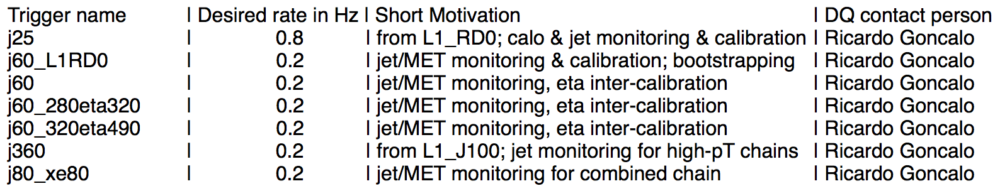 Trigger name | Desired rate in Hz | Short Motivation | DQ contact person
j25 | 0.8 | from L1_RD0; calo & jet monitoring & calibration | Ricardo Goncalo
j60_L1RD0 | 0.2 | jet/MET monitoring & calibration; bootstrapping | Ricardo Goncalo
j60 | 0.2 | jet/MET monitoring, eta inter-calibration | Ricardo Goncalo
j60_280eta320 | 0.2 | jet/MET monitoring, eta inter-calibration | Ricardo Goncalo
j60_320eta490 | 0.2 | jet/MET monitoring, eta inter-calibration | Ricardo Goncalo
j360 | 0.2 | from L1_J100; jet monitoring for high-pT chains | Ricardo Goncalo
j80_xe80 | 0.2 | jet/MET monitoring for combined chain | Ricardo Goncalo